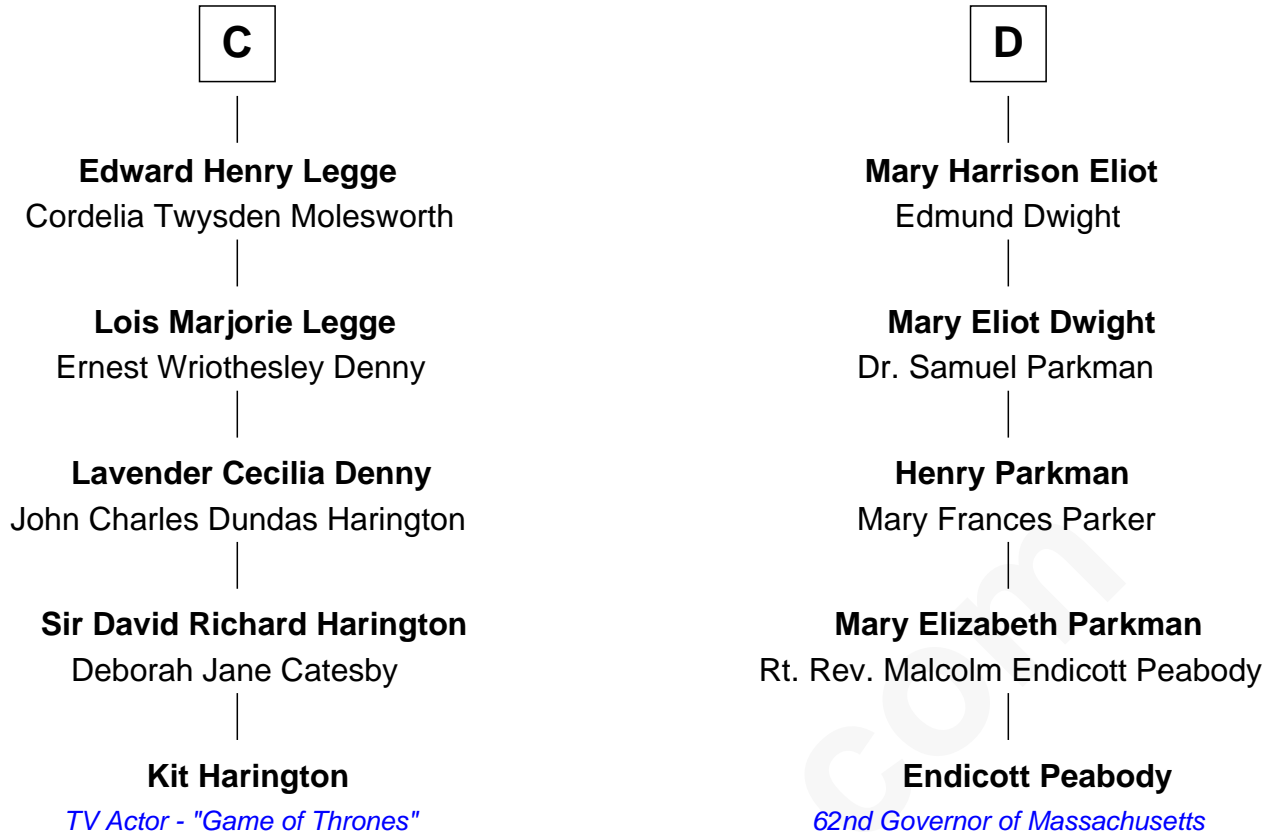 C
Edward Henry Legge
Cordelia Twysden Molesworth
Lois Marjorie Legge
Ernest Wriothesley Denny
Lavender Cecilia Denny
John Charles Dundas Harington
Sir David Richard Harington
Deborah Jane Catesby
Kit Harington
TV Actor - "Game of Thrones"
D
Mary Harrison Eliot
Edmund Dwight
Mary Eliot Dwight
Dr. Samuel Parkman
Henry Parkman
Mary Frances Parker
Mary Elizabeth Parkman
Rt. Rev. Malcolm Endicott Peabody
Endicott Peabody
62nd Governor of Massachusetts
com